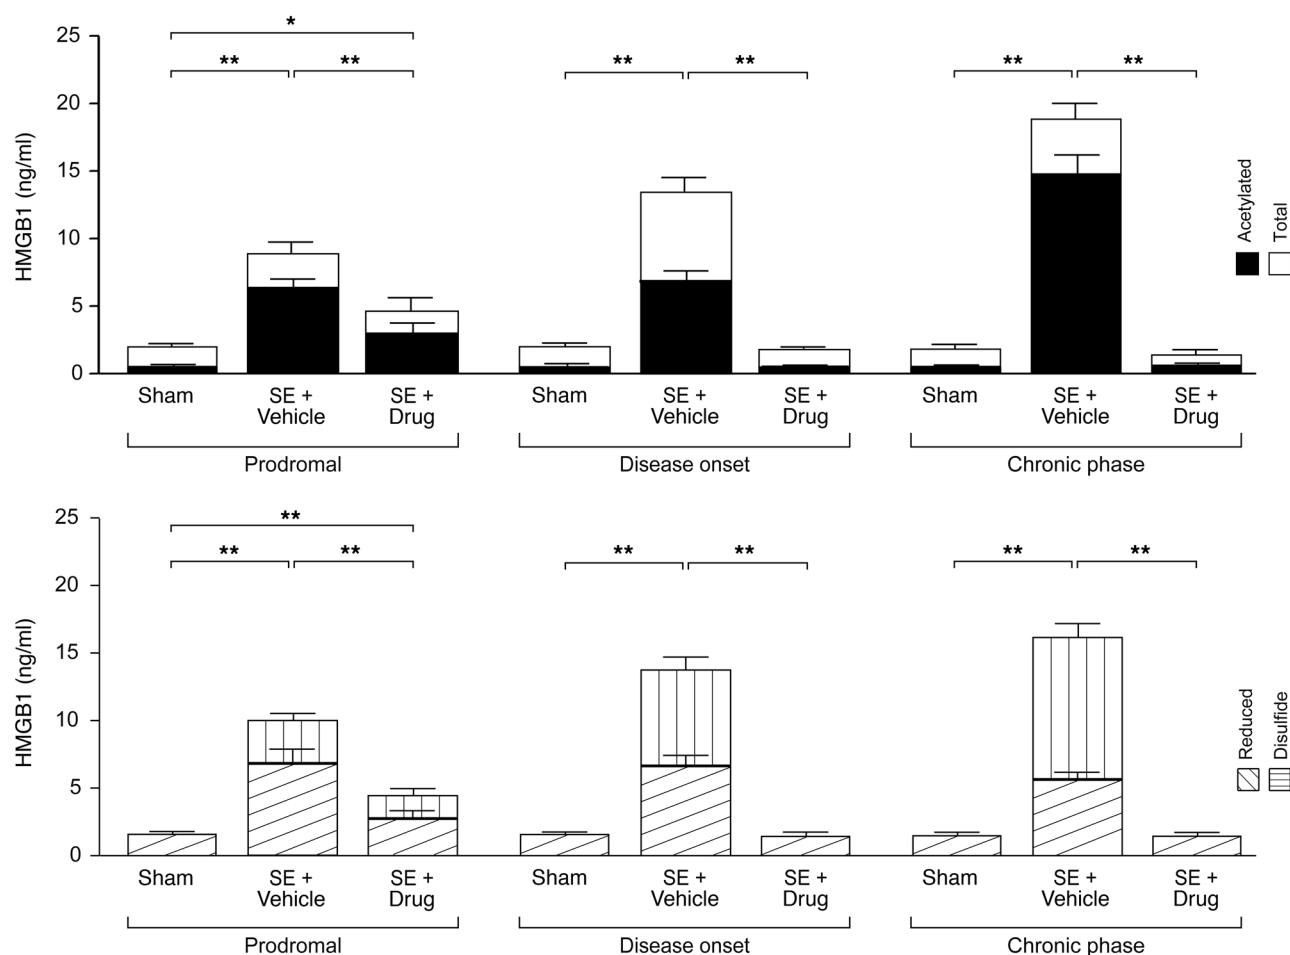 *
** **
** **
** **
25
20
15
10
5
0
HMGB1 (ng/ml)
Acetylated
Total
Sham SE + Vehicle SE + Drug
Sham SE + Vehicle SE + Drug
Sham SE + Vehicle SE + Drug
Prodromal Disease onset Chronic phase
**
** **
** **
** **
25
20
15
10
5
0
HMGB1 (ng/ml)
Reduced
Disulfide
Sham SE + Vehicle SE + Drug
Sham SE + Vehicle SE + Drug
Sham SE + Vehicle SE + Drug
Prodromal Disease onset Chronic phase